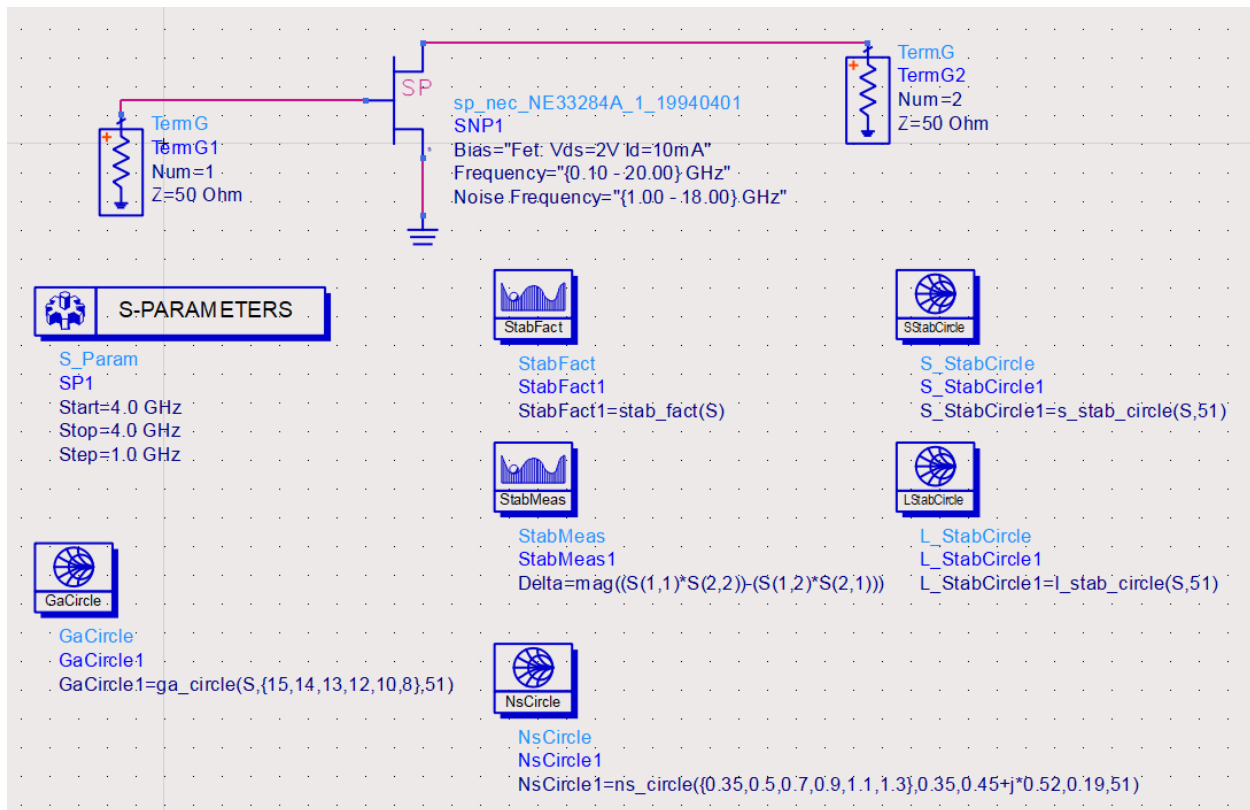 TermG
TermG1
Num=1
Z=50 Ohm
SP
sp_nec_NE33284A_1_19940401
SNP1
Bias="Fet: Vds=2V Id=10mA"
Frequency="{0.10 - 20.00} GHz"
Noise Frequency="{1.00 - 18.00} GHz"
TermG
TermG2
Num=2
Z=50 Ohm
S-PARAMETERS
S_Param
SP1
Start=4.0 GHz
Stop=4.0 GHz
Step=1.0 GHz
StabFact
StabFact
StabFact1
StabFact1=stab_fact(S)
SStabCircle
S_StabCircle
S_StabCircle1
S_StabCircle1=s_stab_circle(S,51)
StabMeas
StabMeas
StabMeas1
Delta=mag((S(1,1)*S(2,2))-(S(1,2)*S(2,1)))
LStabCircle
L_StabCircle
L_StabCircle1
L_StabCircle1=l_stab_circle(S,51)
GaCircle
GaCircle
GaCircle1
GaCircle1=ga_circle(S,{15,14,13,12,10,8},51)
NsCircle
NsCircle
NsCircle1
NsCircle1=ns_circle({0.35,0.5,0.7,0.9,1.1,1.3},0.35,0.45+j*0.52,0.19,51)